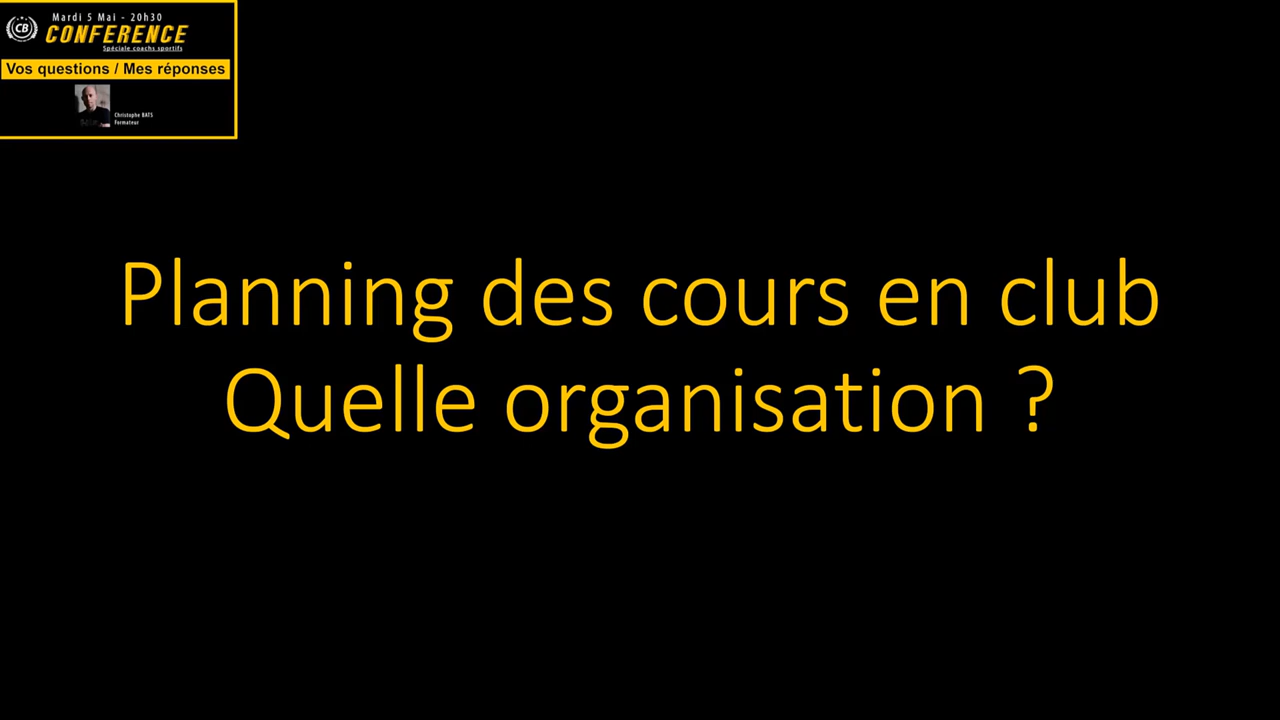 Mardi 5 Mai - 20h30
CB
CONFERENCE
Spéciale coachs sportifs
Vos questions / Mes réponses
Christophe BATS
Formateur
Planning des cours en club
Quelle organisation ?